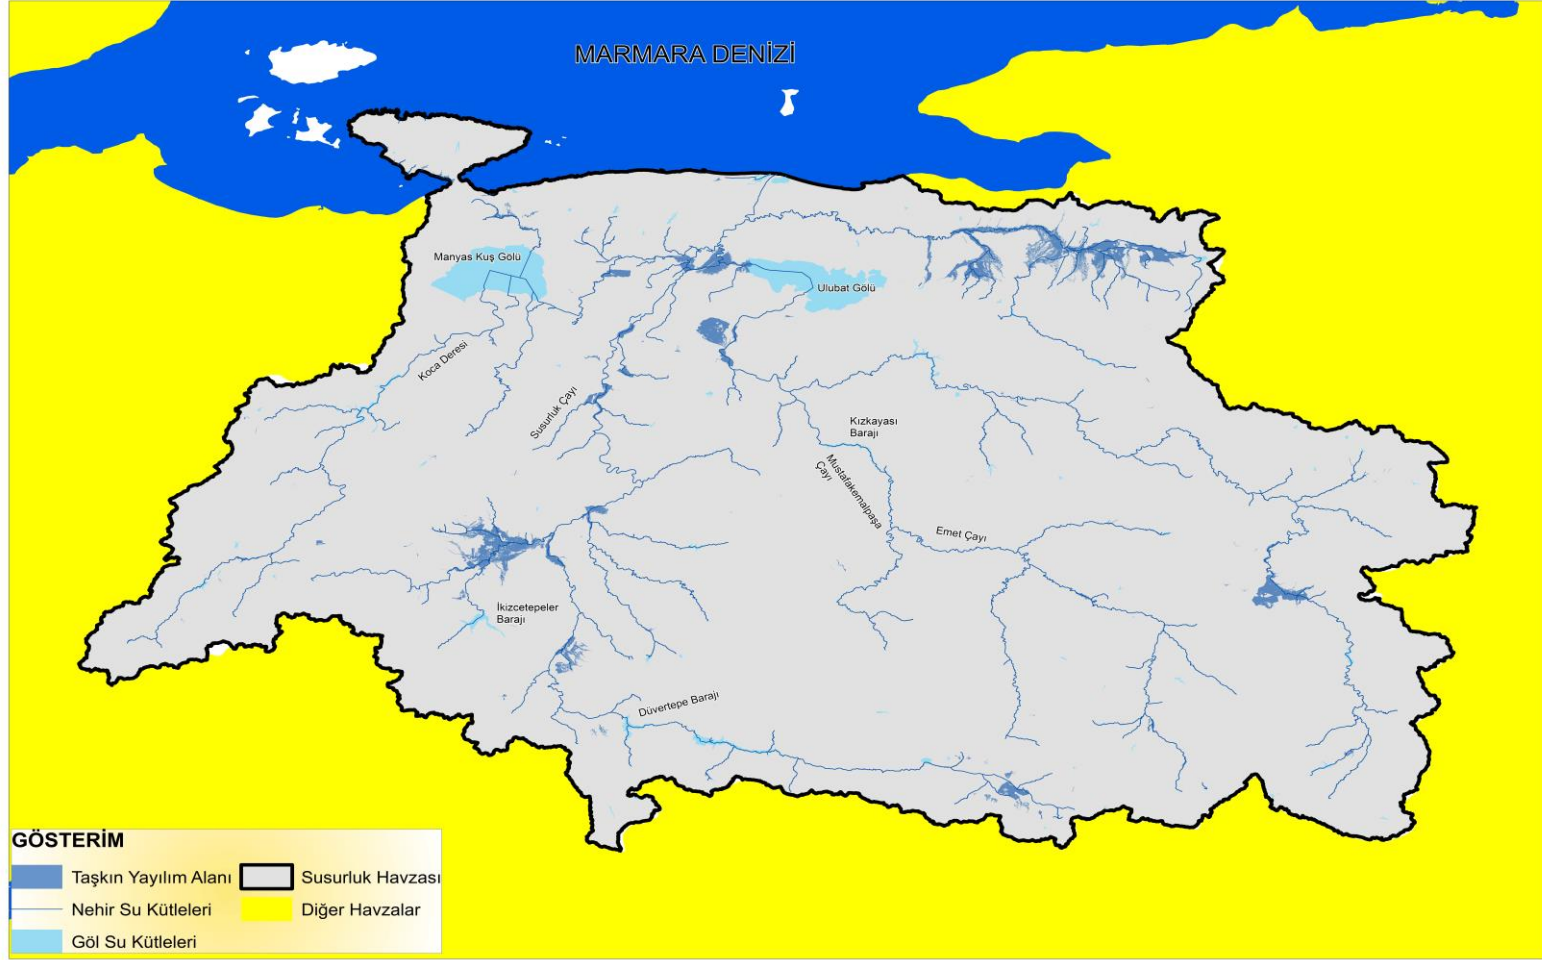 MARMARA DENİZİ
Manyas Kuş Gölü
Ulubat Gölü
Koca Deresi
Susurluk Çayı
Kızkayası
Barajı
Mustafakemalpaşa
Çayı
Emet Çayı
İkizcetepeler
Barajı
Düvertepe Barajı
GÖSTERİM
Taşkın Yayılım Alanı
Susurluk Havzası
Nehir Su Kütleleri
Diğer Havzalar
Göl Su Kütleleri